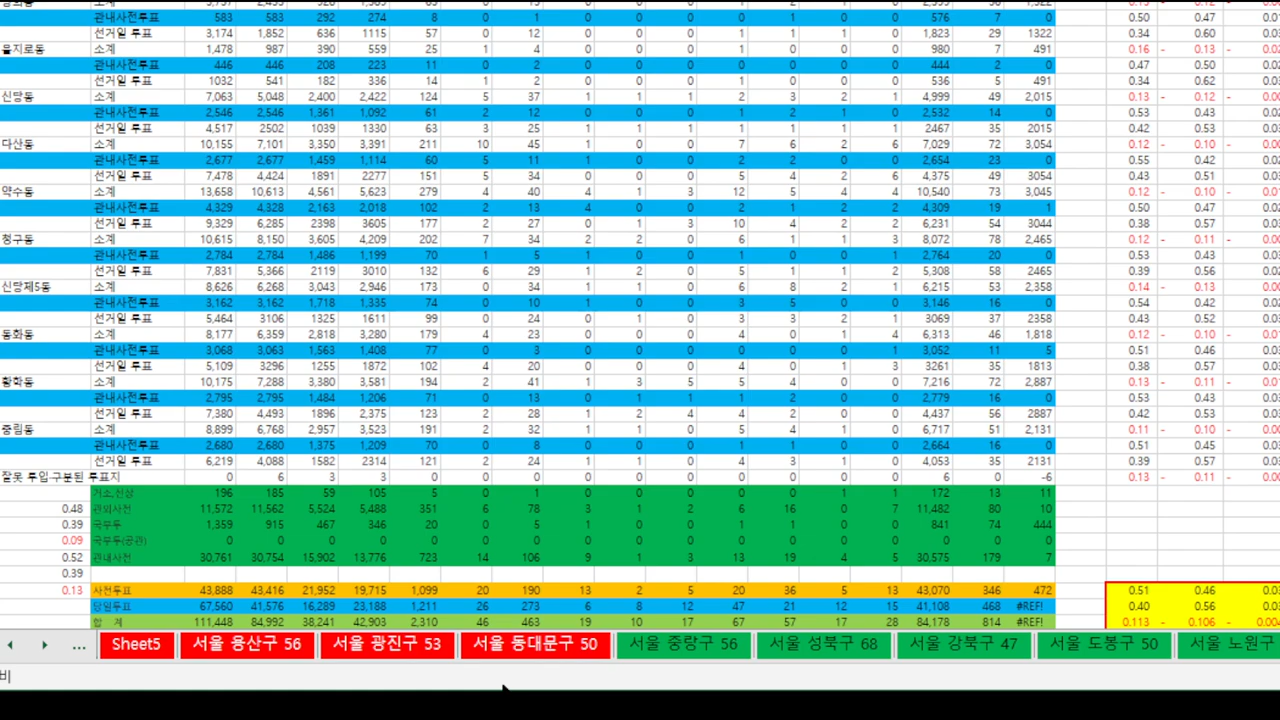 관내사전투표 583 583 292 274 8 0 1 0 0 0 0 1 0 0 576 7 0 0.50 0.47
선거일 투표 3,174 1,852 636 1115 57 0 12 0 0 0 1 0 0 0 1,823 29 1322 0.34 0.60
을지로동 소계 1,478 987 390 559 25 1 4 0 0 0 1 0 0 0 980 7 491 0.16 - 0.13 -
관내사전투표 446 446 208 223 11 0 2 0 0 0 0 0 0 0 444 2 0 0.47 0.50
선거일 투표 1032 541 182 336 14 1 2 0 0 0 1 0 0 0 536 5 491 0.34 0.62
신당동 소계 7,063 5,048 2,400 2,422 124 5 37 1 1 1 2 3 2 1 4,999 49 2,015 0.13 - 0.12 -
관내사전투표 2,546 2,546 1,361 1,092 61 2 12 0 0 0 1 2 1 0 2,532 14 0 0.53 0.43
선거일 투표 4,517 2502 1039 1330 63 3 25 1 1 1 1 1 1 1 2467 35 2015 0.42 0.53
다산동 소계 10,155 7,101 3,350 3,391 211 10 45 1 0 0 7 6 2 6 7,029 72 3,054 0.12 - 0.10 -
관내사전투표 2,677 2,677 1,459 1,114 60 5 11 1 0 0 2 2 0 0 2,654 23 0 0.55 0.42
선거일 투표 7,478 4,424 1891 2277 151 5 34 0 0 0 5 4 2 6 4,375 49 3054 0.43 0.51
약수동 소계 13,658 10,613 4,561 5,623 279 4 40 4 1 3 12 5 4 4 10,540 73 3,045 0.12 - 0.10 -
관내사전투표 4,329 4,328 2,163 2,018 102 2 13 4 0 0 2 1 2 2 4,309 19 1 0.50 0.47
선거일 투표 9,329 6,285 2398 3605 177 2 27 0 1 3 10 4 2 2 6,231 54 3044 0.38 0.57
청구동 소계 10,615 8,150 3,605 4,209 202 7 34 2 2 0 6 1 1 3 8,072 78 2,465 0.12 - 0.11 -
관내사전투표 2,784 2,784 1,486 1,199 70 1 5 1 0 0 1 0 0 1 2,764 20 0 0.53 0.43
선거일 투표 7,831 5,366 2119 3010 132 6 29 1 2 0 5 1 1 2 5,308 58 2465 0.39 0.56
신당제5동 소계 8,626 6,268 3,043 2,946 173 0 34 1 1 0 6 8 2 1 6,215 53 2,358 0.14 - 0.13 -
관내사전투표 3,162 3,162 1,718 1,335 74 0 10 1 0 0 3 5 0 0 3,146 16 0 0.54 0.42
선거일 투표 5,464 3106 1325 1611 99 0 24 0 1 0 3 3 2 1 3069 37 2358 0.43 0.52
동화동 소계 8,177 6,359 2,818 3,280 179 4 23 0 0 0 4 0 1 4 6,313 46 1,818 0.12 - 0.10 -
관내사전투표 3,068 3,063 1,563 1,408 77 0 3 0 0 0 0 0 0 1 3,052 11 5 0.51 0.46
선거일 투표 5,109 3296 1255 1872 102 4 20 0 0 0 4 0 1 3 3261 35 1813 0.38 0.57
황학동 소계 10,175 7,288 3,380 3,581 194 2 41 1 3 5 5 4 0 0 7,216 72 2,887 0.13 - 0.11 -
관내사전투표 2,795 2,795 1,484 1,206 71 0 13 0 1 1 1 2 0 0 2,779 16 0 0.53 0.43
선거일 투표 7,380 4,493 1896 2,375 123 2 28 1 2 4 4 2 0 0 4,437 56 2887 0.42 0.53
중림동 소계 8,899 6,768 2,957 3,523 191 2 32 1 1 0 5 4 1 0 6,717 51 2,131 0.11 - 0.10 -
관내사전투표 2,680 2,680 1,375 1,209 70 0 8 0 0 0 1 1 0 0 2,664 16 0 0.51 0.45
선거일 투표 6,219 4,088 1582 2314 121 2 24 1 1 0 4 3 1 0 4,053 35 2131 0.39 0.57
잘못 투입·구분된 투표지 0 6 3 3 0 0 0 0 0 0 0 0 0 0 6 0 -6 0.13 - 0.11 -
거소,선상 196 185 59 105 5 0 1 0 0 0 0 0 1 1 172 13 11
0.48 관외사전 11,572 11,562 5,524 5,488 351 6 78 3 1 2 6 16 0 7 11,482 80 10
0.39 국부투 1,359 915 467 346 20 0 5 1 0 0 1 1 0 0 841 74 444
0.09 국부투(공관) 0 0 0 0 0 0 0 0 0 0 0 0 0 0 0 0 0
0.52 관내사전 30,761 30,754 15,902 13,776 723 14 106 9 1 3 13 19 4 5 30,575 179 7
0.39
0.13 사전투표 43,888 43,416 21,952 19,715 1,099 20 190 13 2 5 20 36 5 13 43,070 346 472 0.51 0.46
당일투표 67,560 41,576 16,289 23,188 1,211 26 273 6 8 12 47 21 12 15 41,108 468 #REF! 0.40 0.56
합 계 111,448 84,992 38,241 42,903 2,310 46 463 19 10 17 67 57 17 28 84,178 814 #REF! 0.113 - 0.106 -
... Sheet5 서울 용산구 56 서울 광진구 53 서울 동대문구 50 서울 중랑구 56 서울 성북구 68 서울 강북구 47 서울 도봉구 50 서울 노원구
비